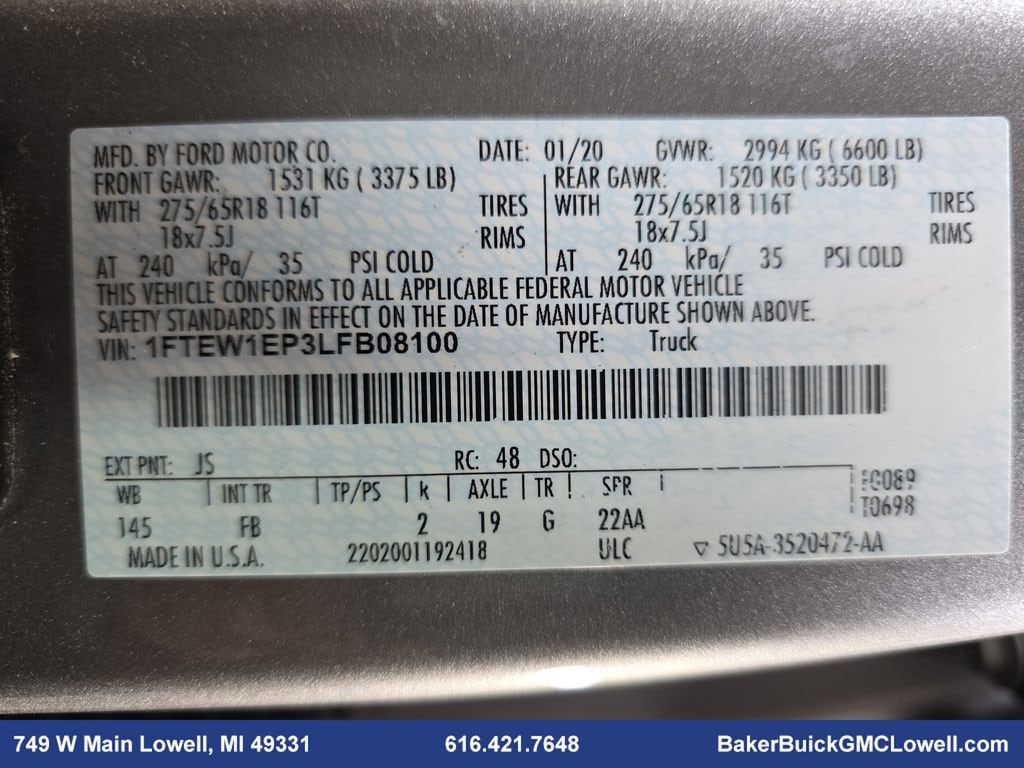 MFD. BY FORD MOTOR CO. DATE: 01/20 GVWR: 2994 KG ( 6600 LB)
FRONT GAWR: 1531 KG ( 3375 LB) REAR GAWR: 1520 KG ( 3350 LB)
WITH 275/65R18 116T TIRES WITH 275/65R18 116T TIRES
18x7.5J RIMS 18x7.5J RIMS
AT 240 kPa/ 35 PSI COLD AT 240 kPa/ 35 PSI COLD
THIS VEHICLE CONFORMS TO ALL APPLICABLE FEDERAL MOTOR VEHICLE
SAFETY STANDARDS IN EFFECT ON THE DATE OF MANUFACTURE SHOWN ABOVE.
VIN: 1FTEW1EP3LFB08100 TYPE: Truck
EXT PNT: JS RC: 48 DSO:
WB INT TR TP/PS k AXLE TR SPR
T0698
145 FB 2 19 G 22AA
MADE IN U.S.A. 2202001192418 ULC ▽ 5U5A-3520472-AA
749 W Main Lowell, MI 49331 616.421.7648 BakerBuickGMCLowell.com